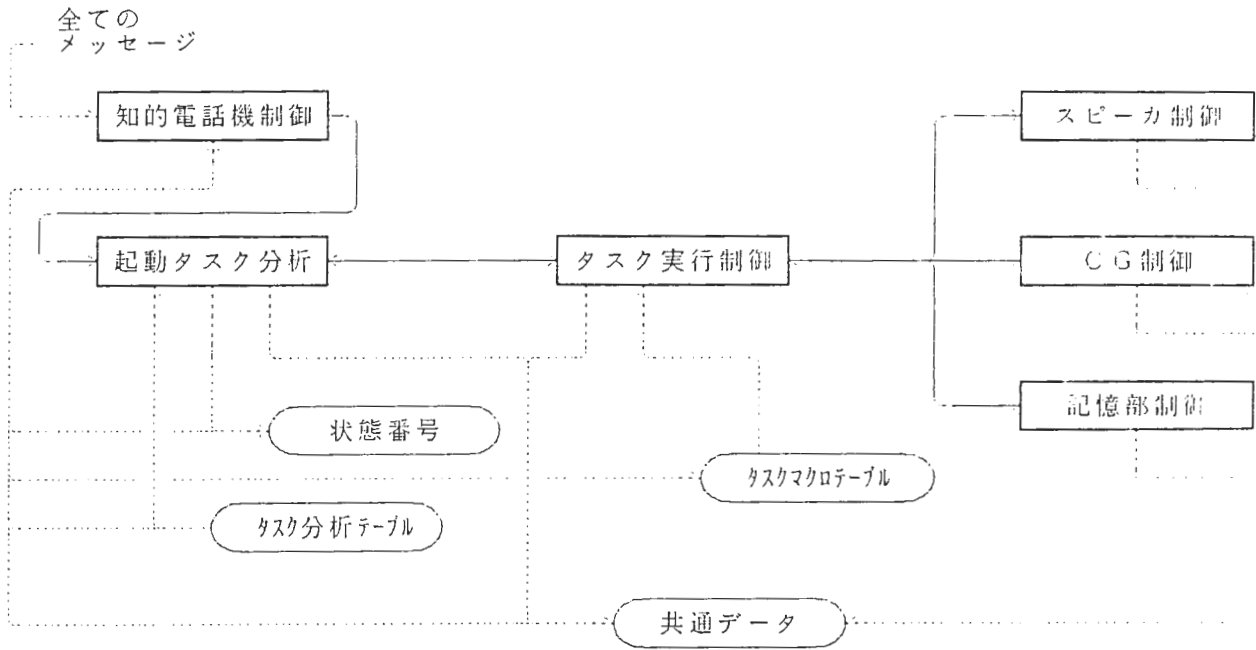 全ての
メッセージ
知的電話機制御
スピーカ制御
起動タスク分析
タスク実行制御
CG制御
記憶部制御
状態番号
タスクマクロテーブル
タスク分析テーブル
共通データ